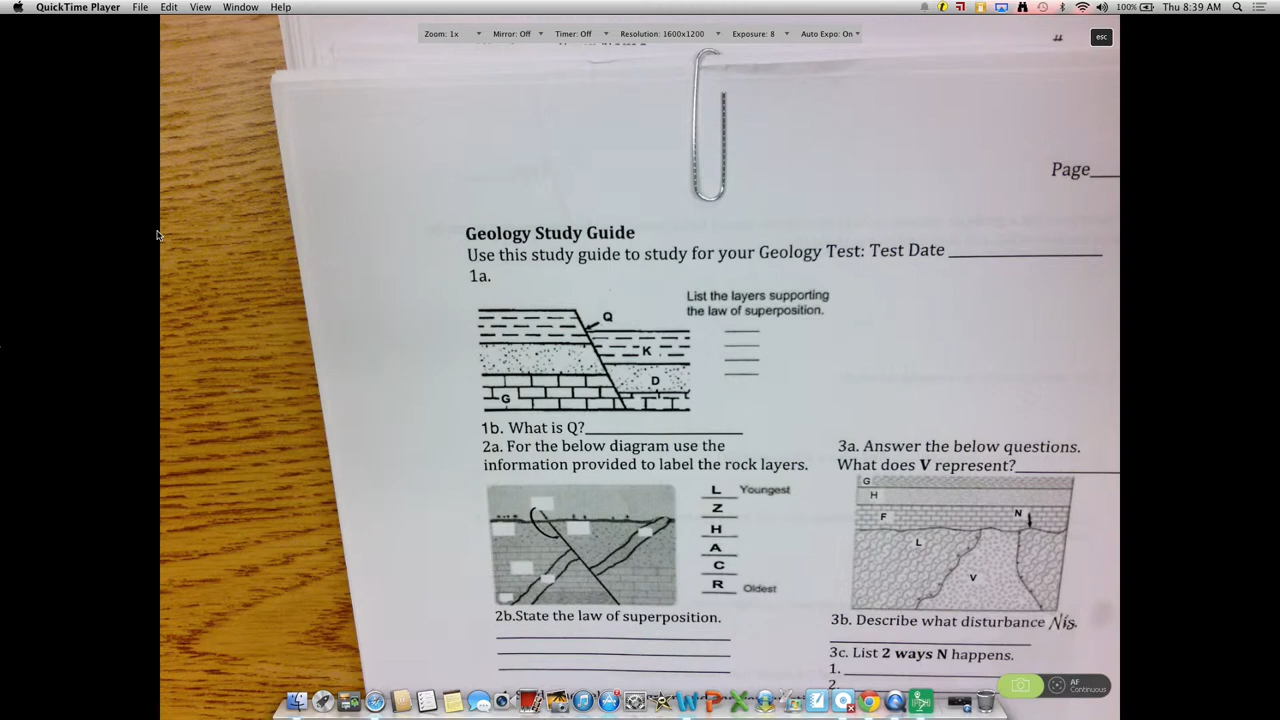 QuickTime Player File Edit View Window Help 100% Thu 8:39 AM
Zoom: 1x Mirror: Off Timer: Off Resolution: 1600x1200 Exposure: 8 Auto Expo: On
esc
Page
Geology Study Guide
Use this study guide to study for your Geology Test: Test Date
1a.
List the layers supporting
the law of superposition.
Q
K
D
G
1b. What is Q?
2a. For the below diagram use the
information provided to label the rock layers.
L Youngest
Z
H
A
C
R Oldest
2b.State the law of superposition.
3a. Answer the below questions.
What does V represent?
G
H
F N
L
V
3b. Describe what disturbance N is.
3c. List 2 ways N happens.
1.
2.
AF
Continuous